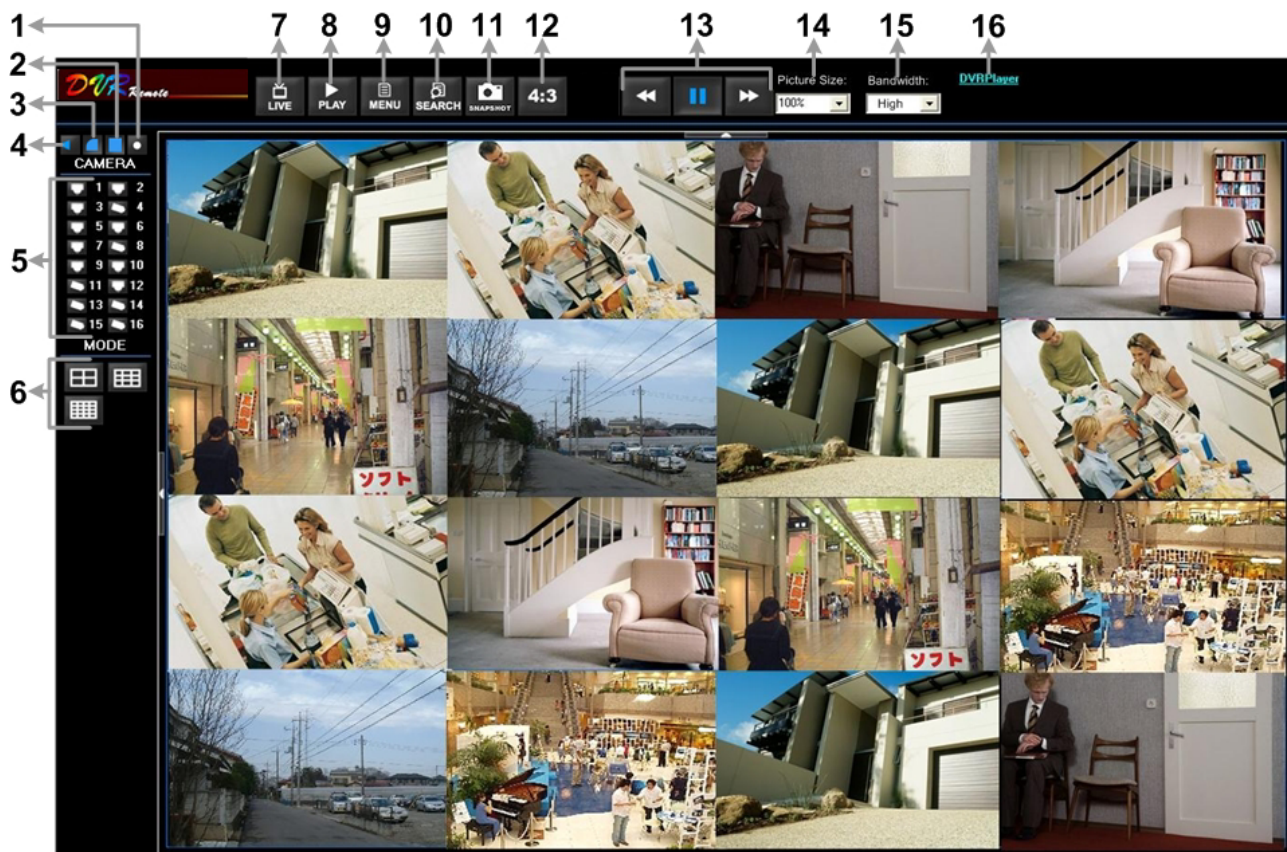 1
2
3
4
5
6
7
8
9
10
11
12
13
14
15
16
DVR Remote
LIVE
PLAY
MENU
SEARCH
SNAPSHOT
4:3
Picture Size:
100%
Bandwidth:
High
DVRPlayer
CAMERA
1 2
3 4
5 6
7 8
9 10
11 12
13 14
15 16
MODE
ソフト
ソフト